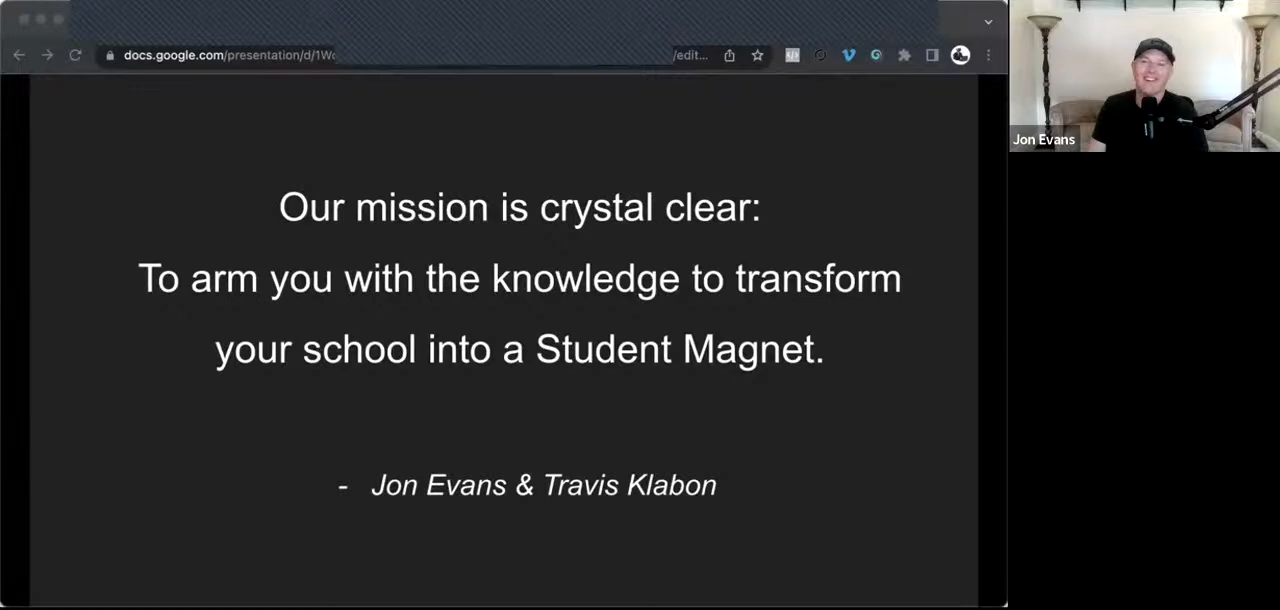 docs.google.com/presentation/d/1W
/edit...
Jon Evans
Our mission is crystal clear:
To arm you with the knowledge to transform
your school into a Student Magnet.
- Jon Evans & Travis Klabon